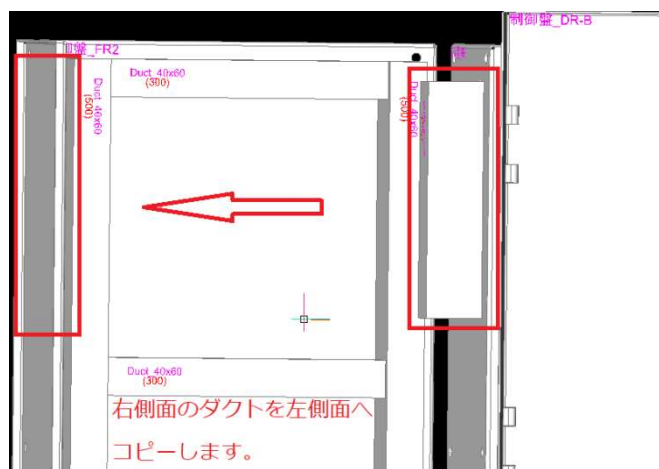 制御盤_DR-B
盤_FR2
Duct_40x60
(300)
Duct_40x60
(500)
Duct_40x60
(500)
Duct_40x60
(300)
右側面のダクトを左側面へ
コピーします。